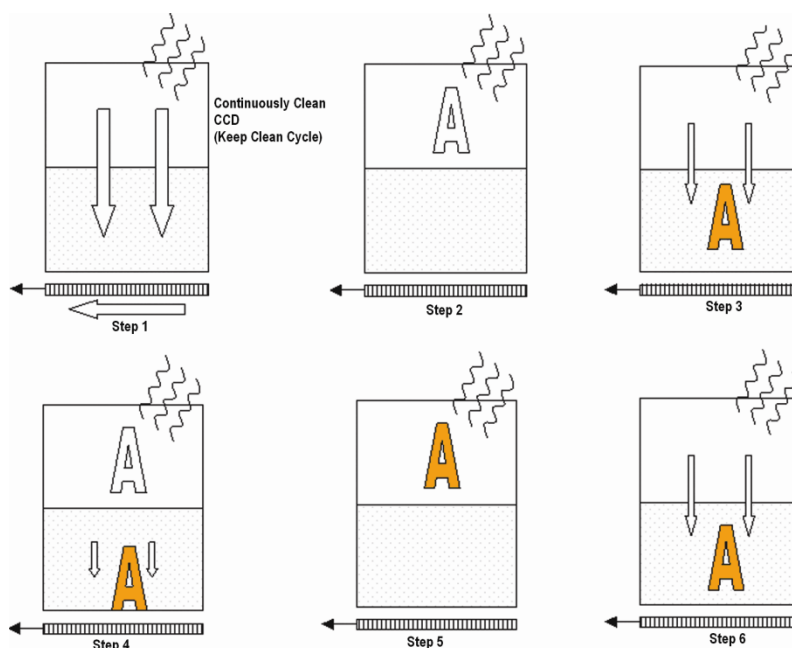 Continuously Clean
CCD
(Keep Clean Cycle)
A
A
Step 1
Step 2
Step 3
A
A
A
A
Step 4
Step 5
Step 6